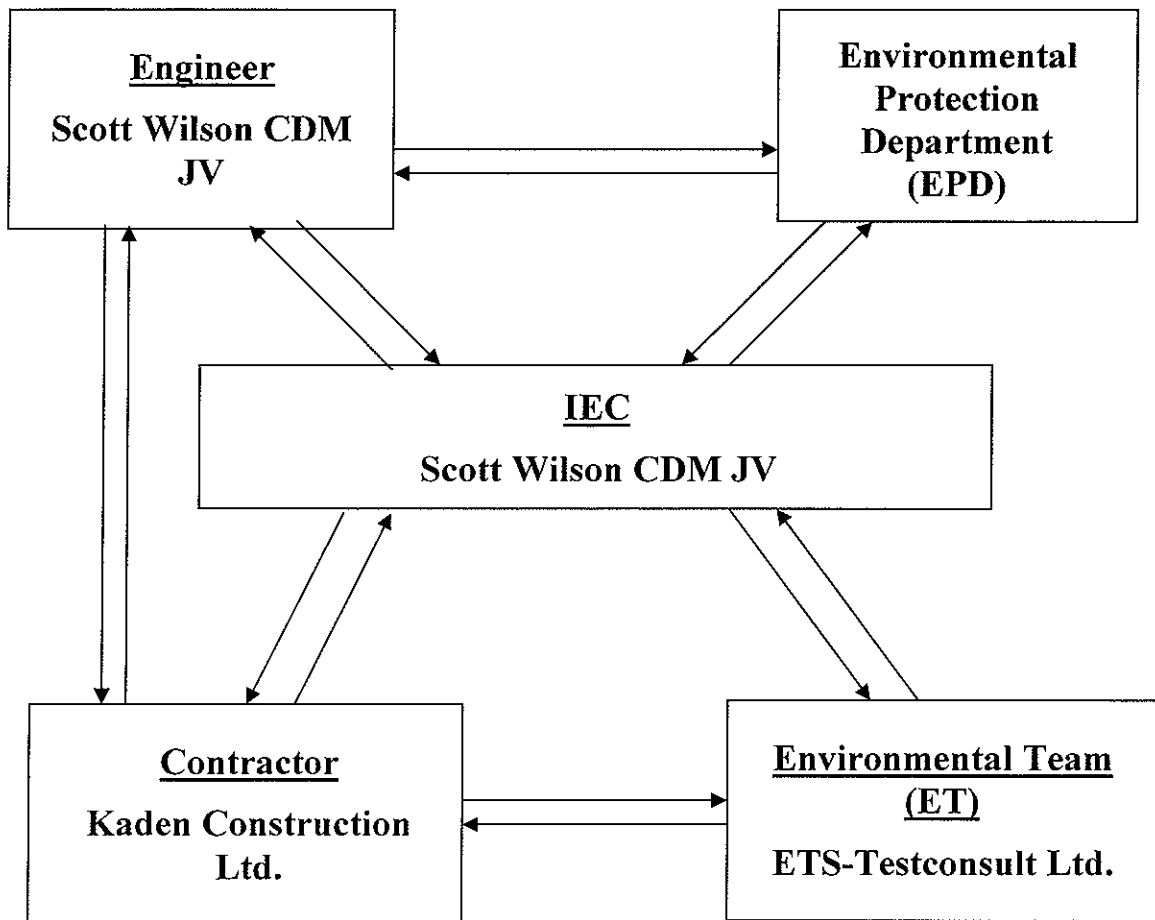 Engineer
Scott Wilson CDM
JV
Environmental
Protection
Department
(EPD)
IEC
Scott Wilson CDM JV
Contractor
Kaden Construction
Ltd.
Environmental Team
(ET)
ETS-Testconsult Ltd.